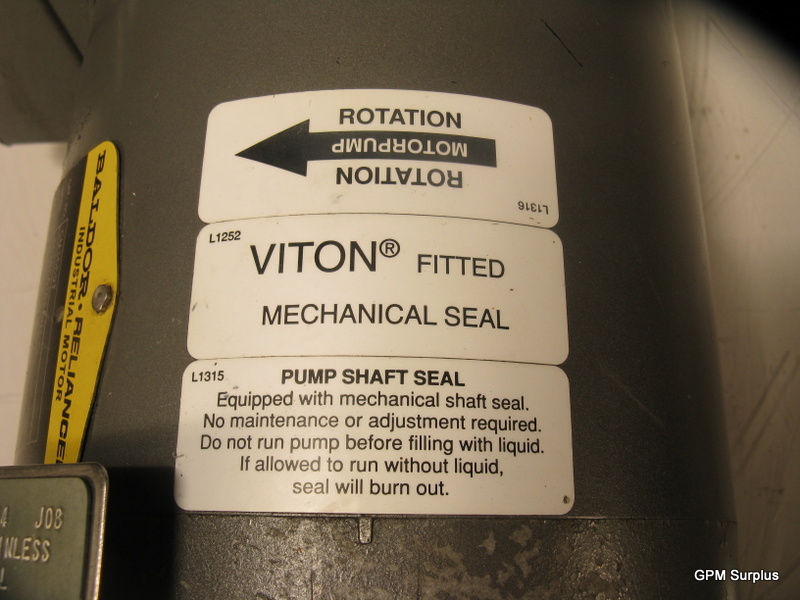 ROTATION
MOTORPUMP
ROTATION
L1316
L1252
VITON® FITTED
MECHANICAL SEAL
L1315
PUMP SHAFT SEAL
Equipped with mechanical shaft seal.
No maintenance or adjustment required.
Do not run pump before filling with liquid.
If allowed to run without liquid,
seal will burn out.
BALDOR • RELIANCE
INDUSTRIAL MOTOR
4 JOB
GPM Surplus